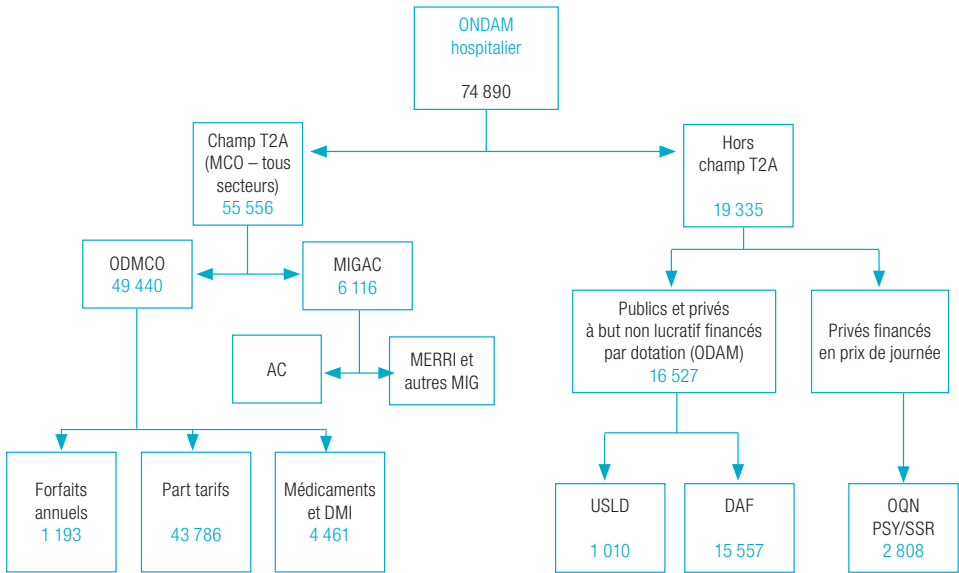 ONDAM
hospitalier
74 890
Champ T2A
(MCO – tous
secteurs)
55 556
Hors
champ T2A
19 335
ODMCO
49 440
MIGAC
6 116
Publics et privés
à but non lucratif financés
par dotation (ODAM)
16 527
Privés financés
en prix de journée
AC
MERRI et
autres MIG
Forfaits
annuels
1 193
Part tarifs
43 786
Médicaments
et DMI
4 461
USLD
1 010
DAF
15 557
OQN
PSY/SSR
2 808